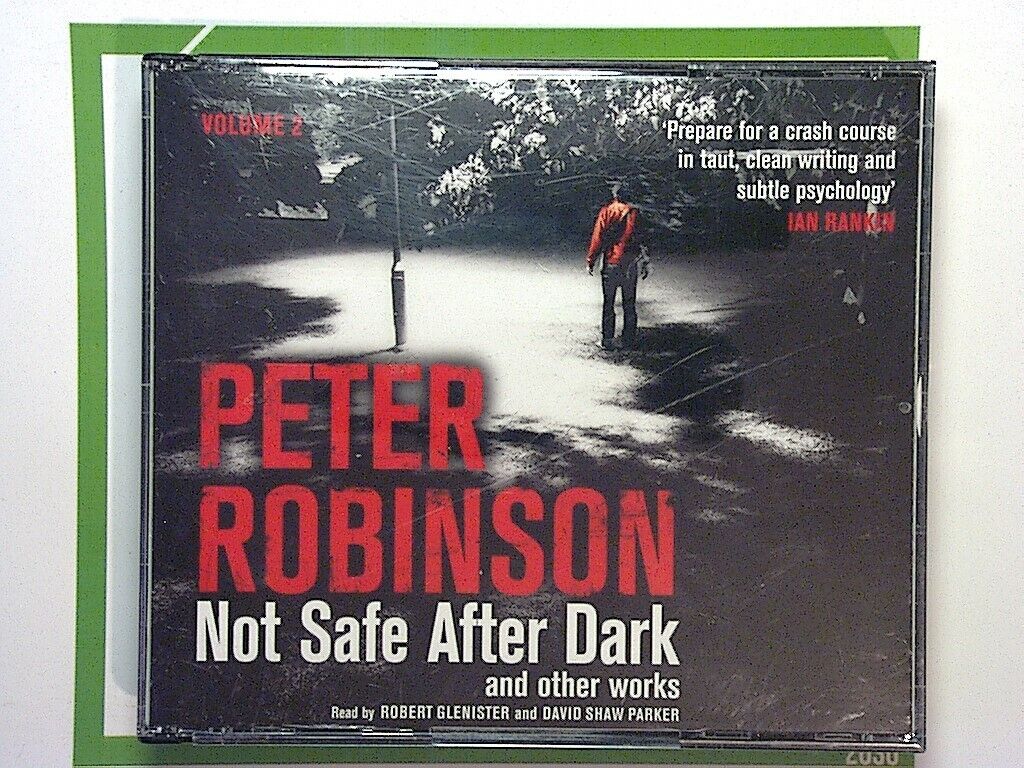 VOLUME 2
'Prepare for a crash course
in taut, clean writing and
subtle psychology'
IAN RANKIN
PETER
ROBINSON
Not Safe After Dark
and other works
Read by ROBERT GLENISTER and DAVID SHAW PARKER